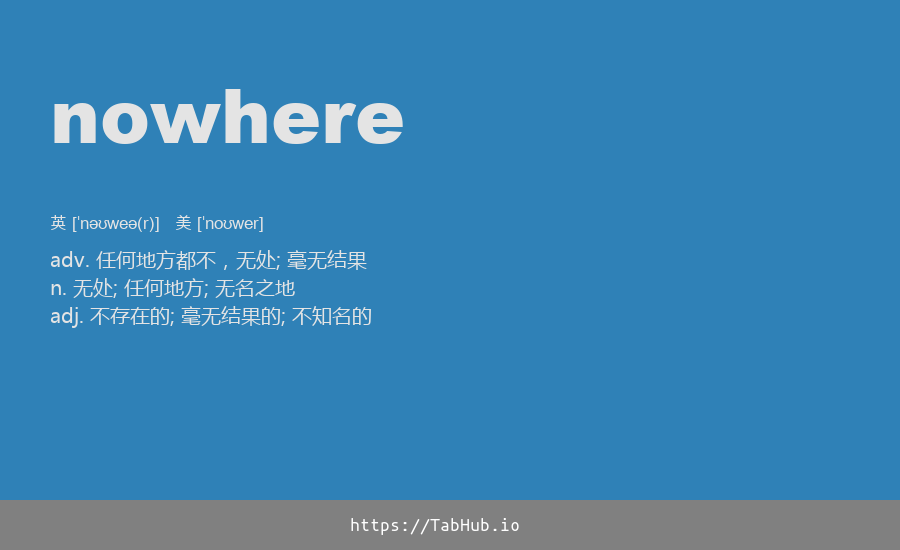 nowhere
英 [ˈnəʊweə(r)] 美 [ˈnoʊwer]
adv. 任何地方都不，无处; 毫无结果
n. 无处; 任何地方; 无名之地
adj. 不存在的; 毫无结果的; 不知名的
https://TabHub.io